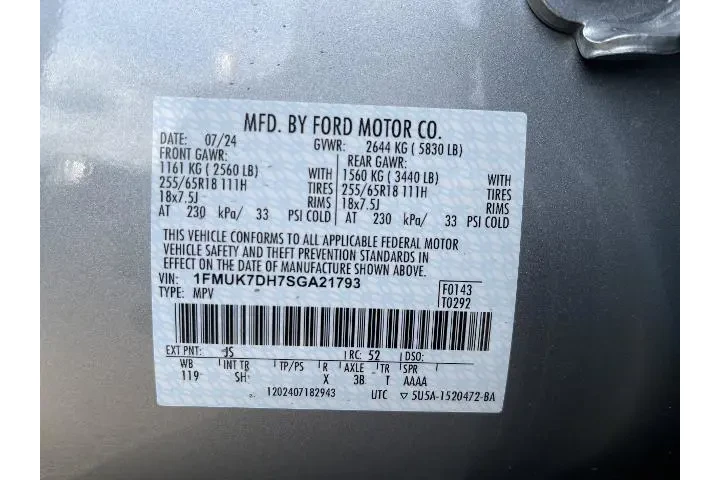 MFD. BY FORD MOTOR CO.
DATE: 07/24 GVWR: 2644 KG ( 5830 LB)
FRONT GAWR: REAR GAWR:
1161 KG ( 2560 LB) WITH 1560 KG ( 3440 LB) WITH
255/65R18 111H TIRES 255/65R18 111H TIRES
18x7.5J RIMS 18x7.5J RIMS
AT 230 kPa/ 33 PSI COLD AT 230 kPa/ 33 PSI COLD
THIS VEHICLE CONFORMS TO ALL APPLICABLE FEDERAL MOTOR
VEHICLE SAFETY AND THEFT PREVENTION STANDARDS IN
EFFECT ON THE DATE OF MANUFACTURE SHOWN ABOVE.
VIN: 1FMUK7DH7SGA21793 F0143
TYPE: MPV T0292
EXT PNT: JS RC: 52 DSO:
WB INT TR TP/PS R AXLE TR SPR
119 SH X 3B T AAAA
1202407182943 UTC ▽5U5A-1520472-BA